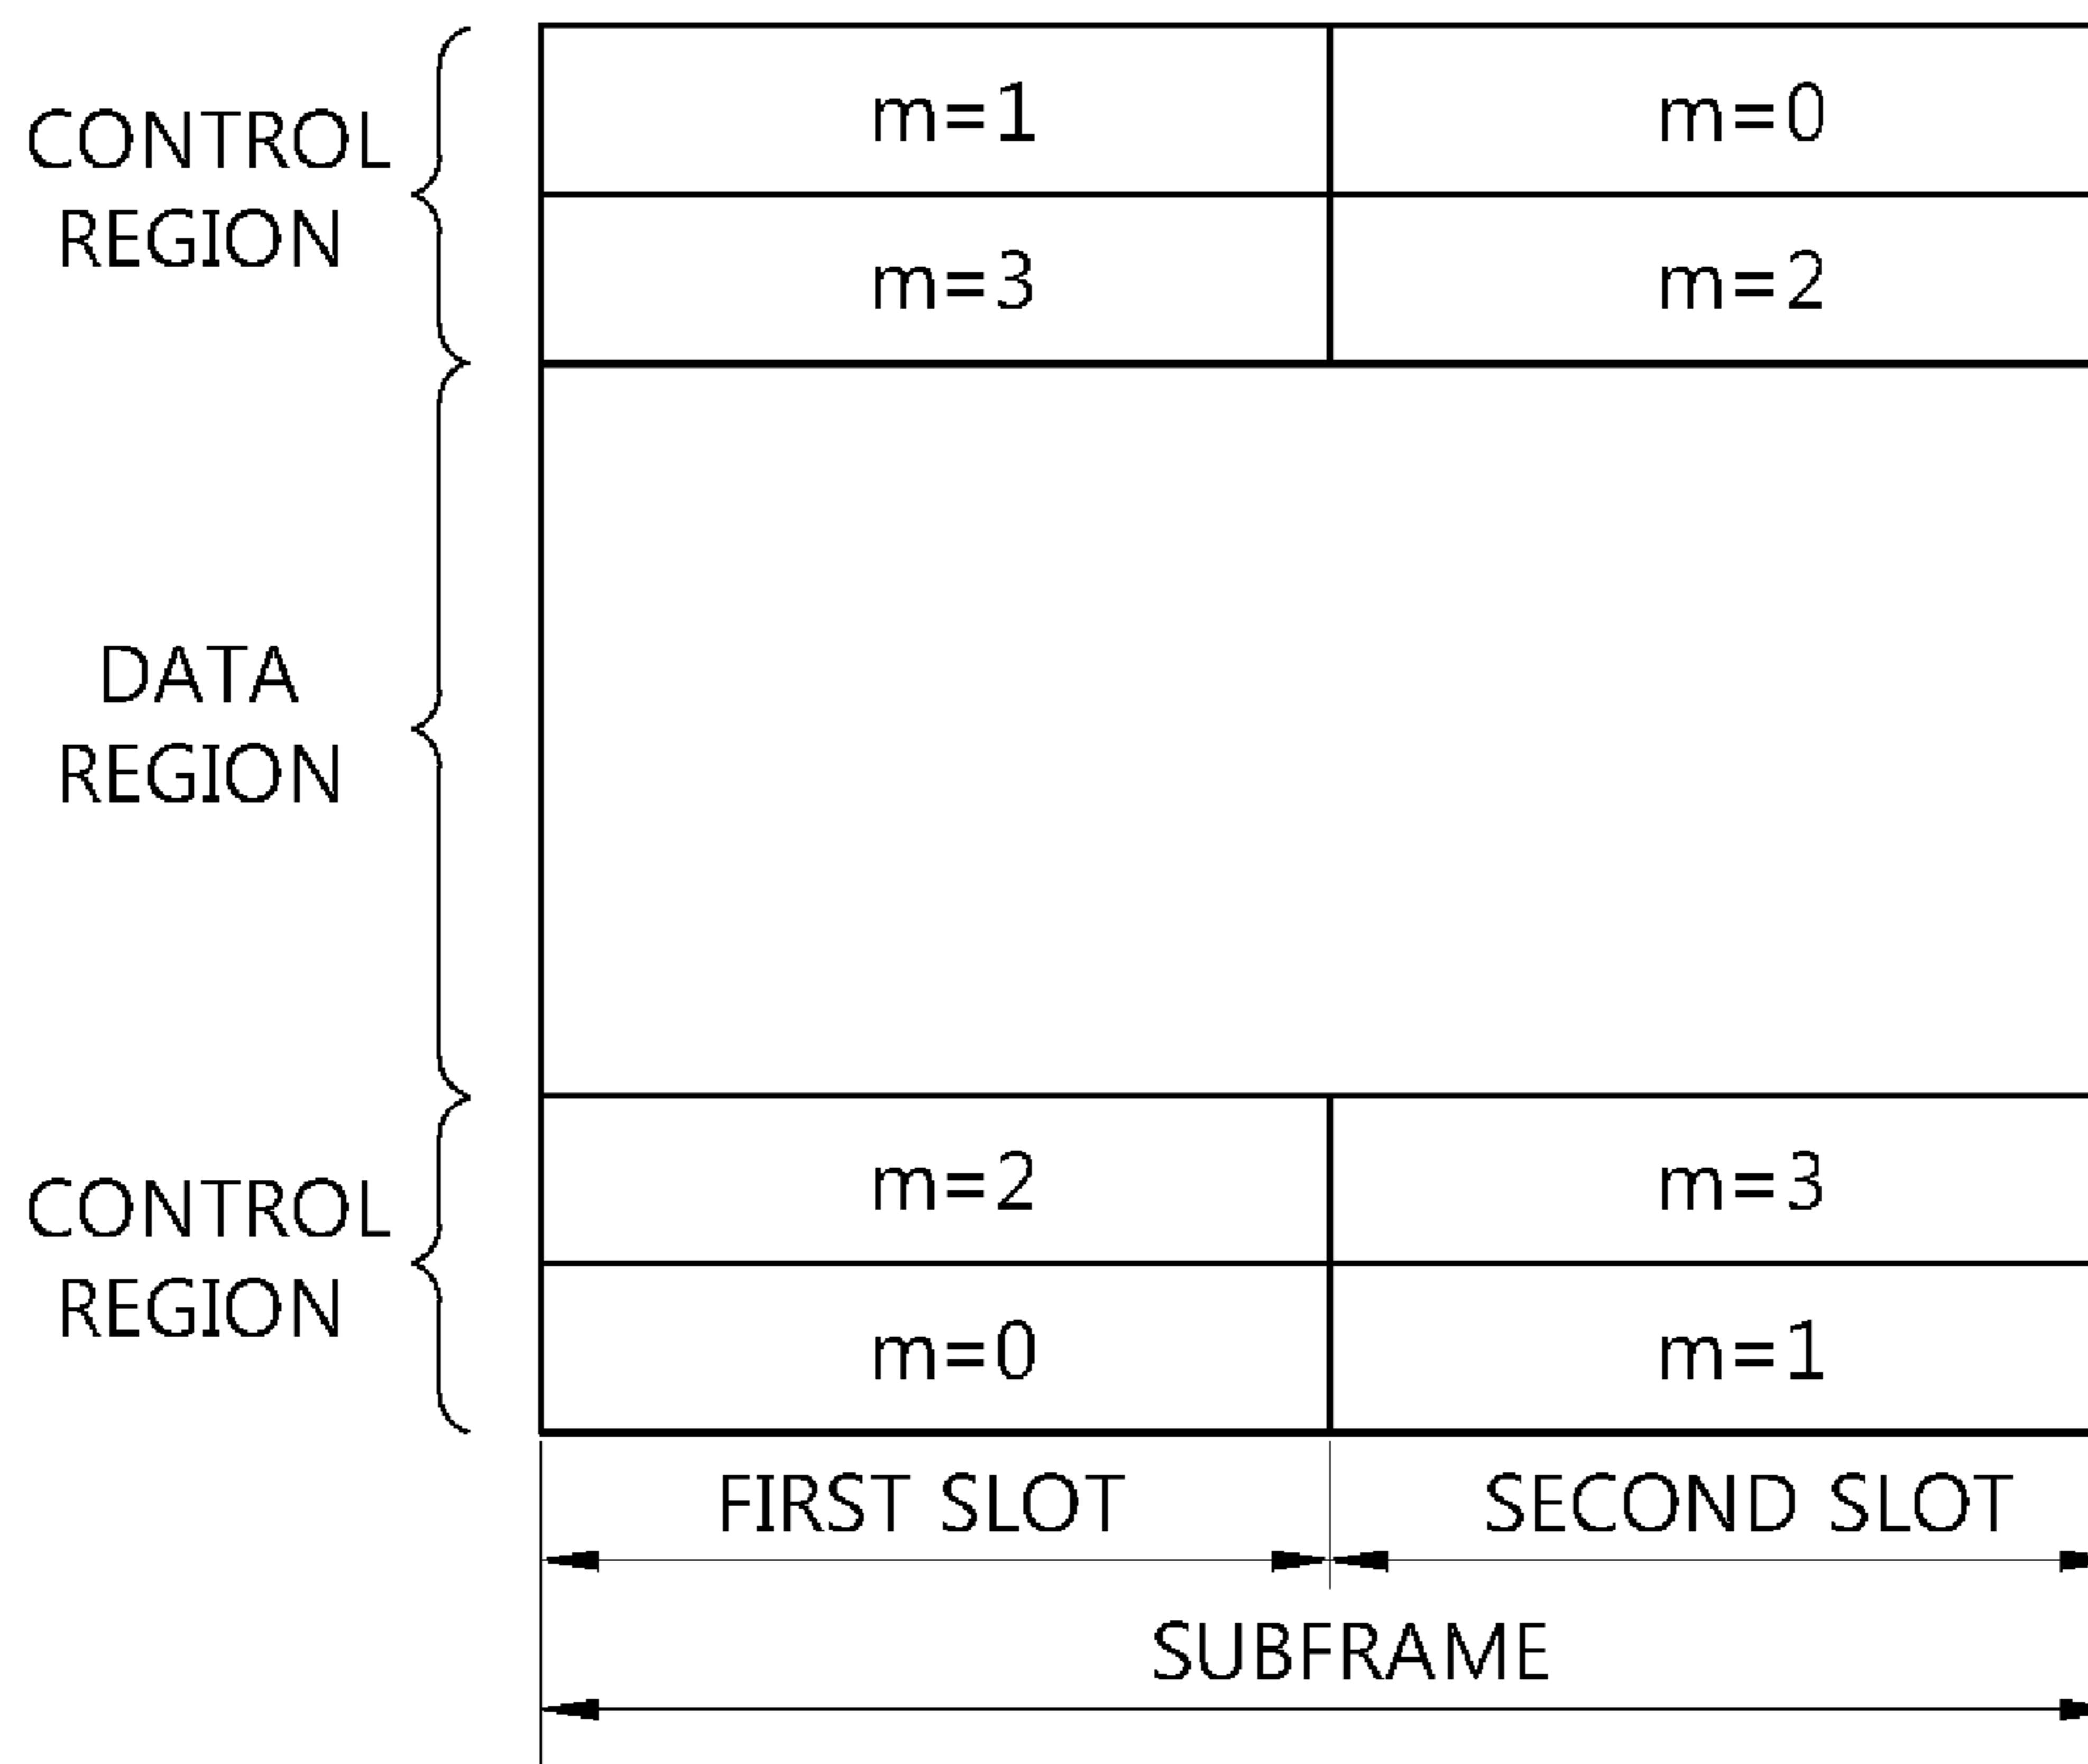 m=1 m=0
CONTROL
REGION
m=3 m=2
DATA
REGION
m=2 m=3
CONTROL
REGION
m=0 m=1
FIRST SLOT SECOND SLOT
SUBFRAME